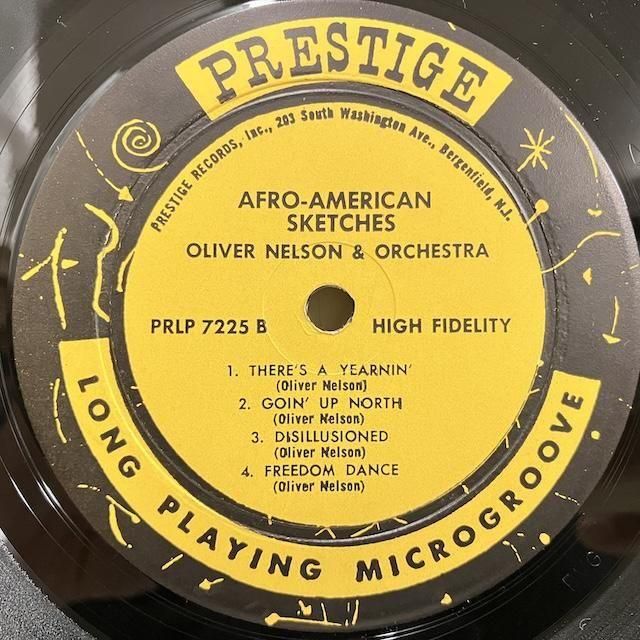 PRESTIGE
PRESTIGE RECORDS, Inc., 203 South Washington Ave., Bergenfield, N.J.
AFRO-AMERICAN
SKETCHES
OLIVER NELSON & ORCHESTRA
PRLP 7225 B HIGH FIDELITY
1. THERE'S A YEARNIN'
(Oliver Nelson)
2. GOIN' UP NORTH
(Oliver Nelson)
3. DISILLUSIONED
(Oliver Nelson)
4. FREEDOM DANCE
(Oliver Nelson)
LONG PLAYING MICROGROOVE